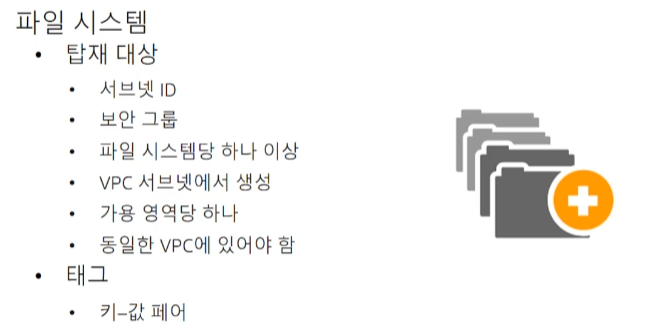 파일 시스템
• 탑재 대상
• 서브넷 ID
• 보안 그룹
• 파일 시스템당 하나 이상
• VPC 서브넷에서 생성
• 가용 영역당 하나
• 동일한 VPC에 있어야 함
• 태그
• 키–값 페어